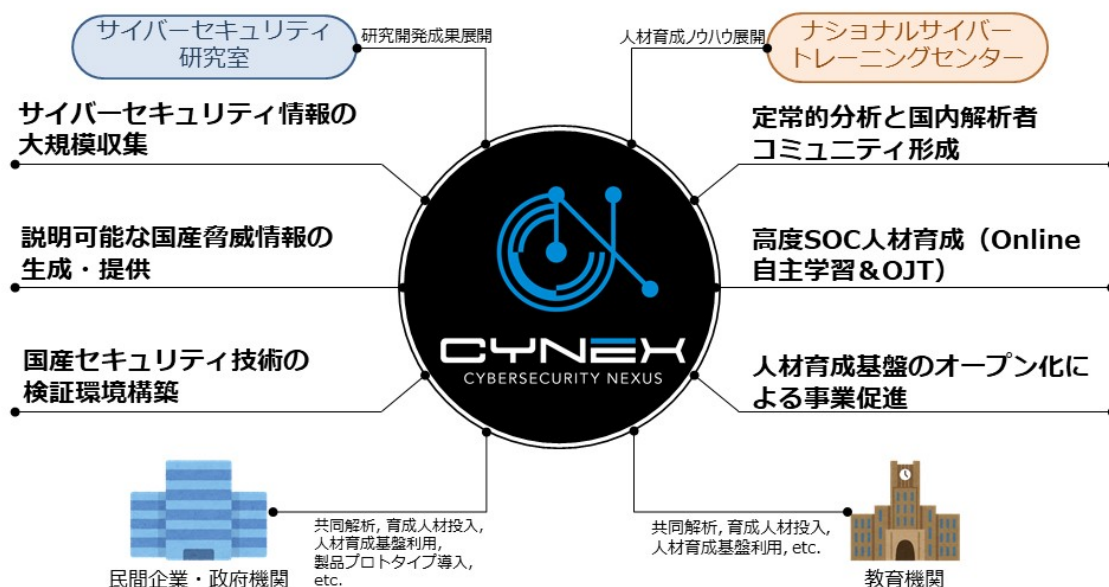 サイバーセキュリティ
研究室
研究開発成果展開
人材育成ノウハウ展開
ナショナルサイバー
トレーニングセンター
サイバーセキュリティ情報の
大規模収集
定常的分析と国内解析者
コミュニティ形成
説明可能な国産脅威情報の
生成・提供
高度SOC人材育成（Online
自主学習＆OJT）
CYNEX
CYBERSECURITY NEXUS
国産セキュリティ技術の
検証環境構築
人材育成基盤のオープン化に
よる事業促進
共同解析, 育成人材投入,
人材育成基盤利用,
製品プロトタイプ導入,
etc.
民間企業・政府機関
共同解析, 育成人材投入,
人材育成基盤利用, etc.
教育機関